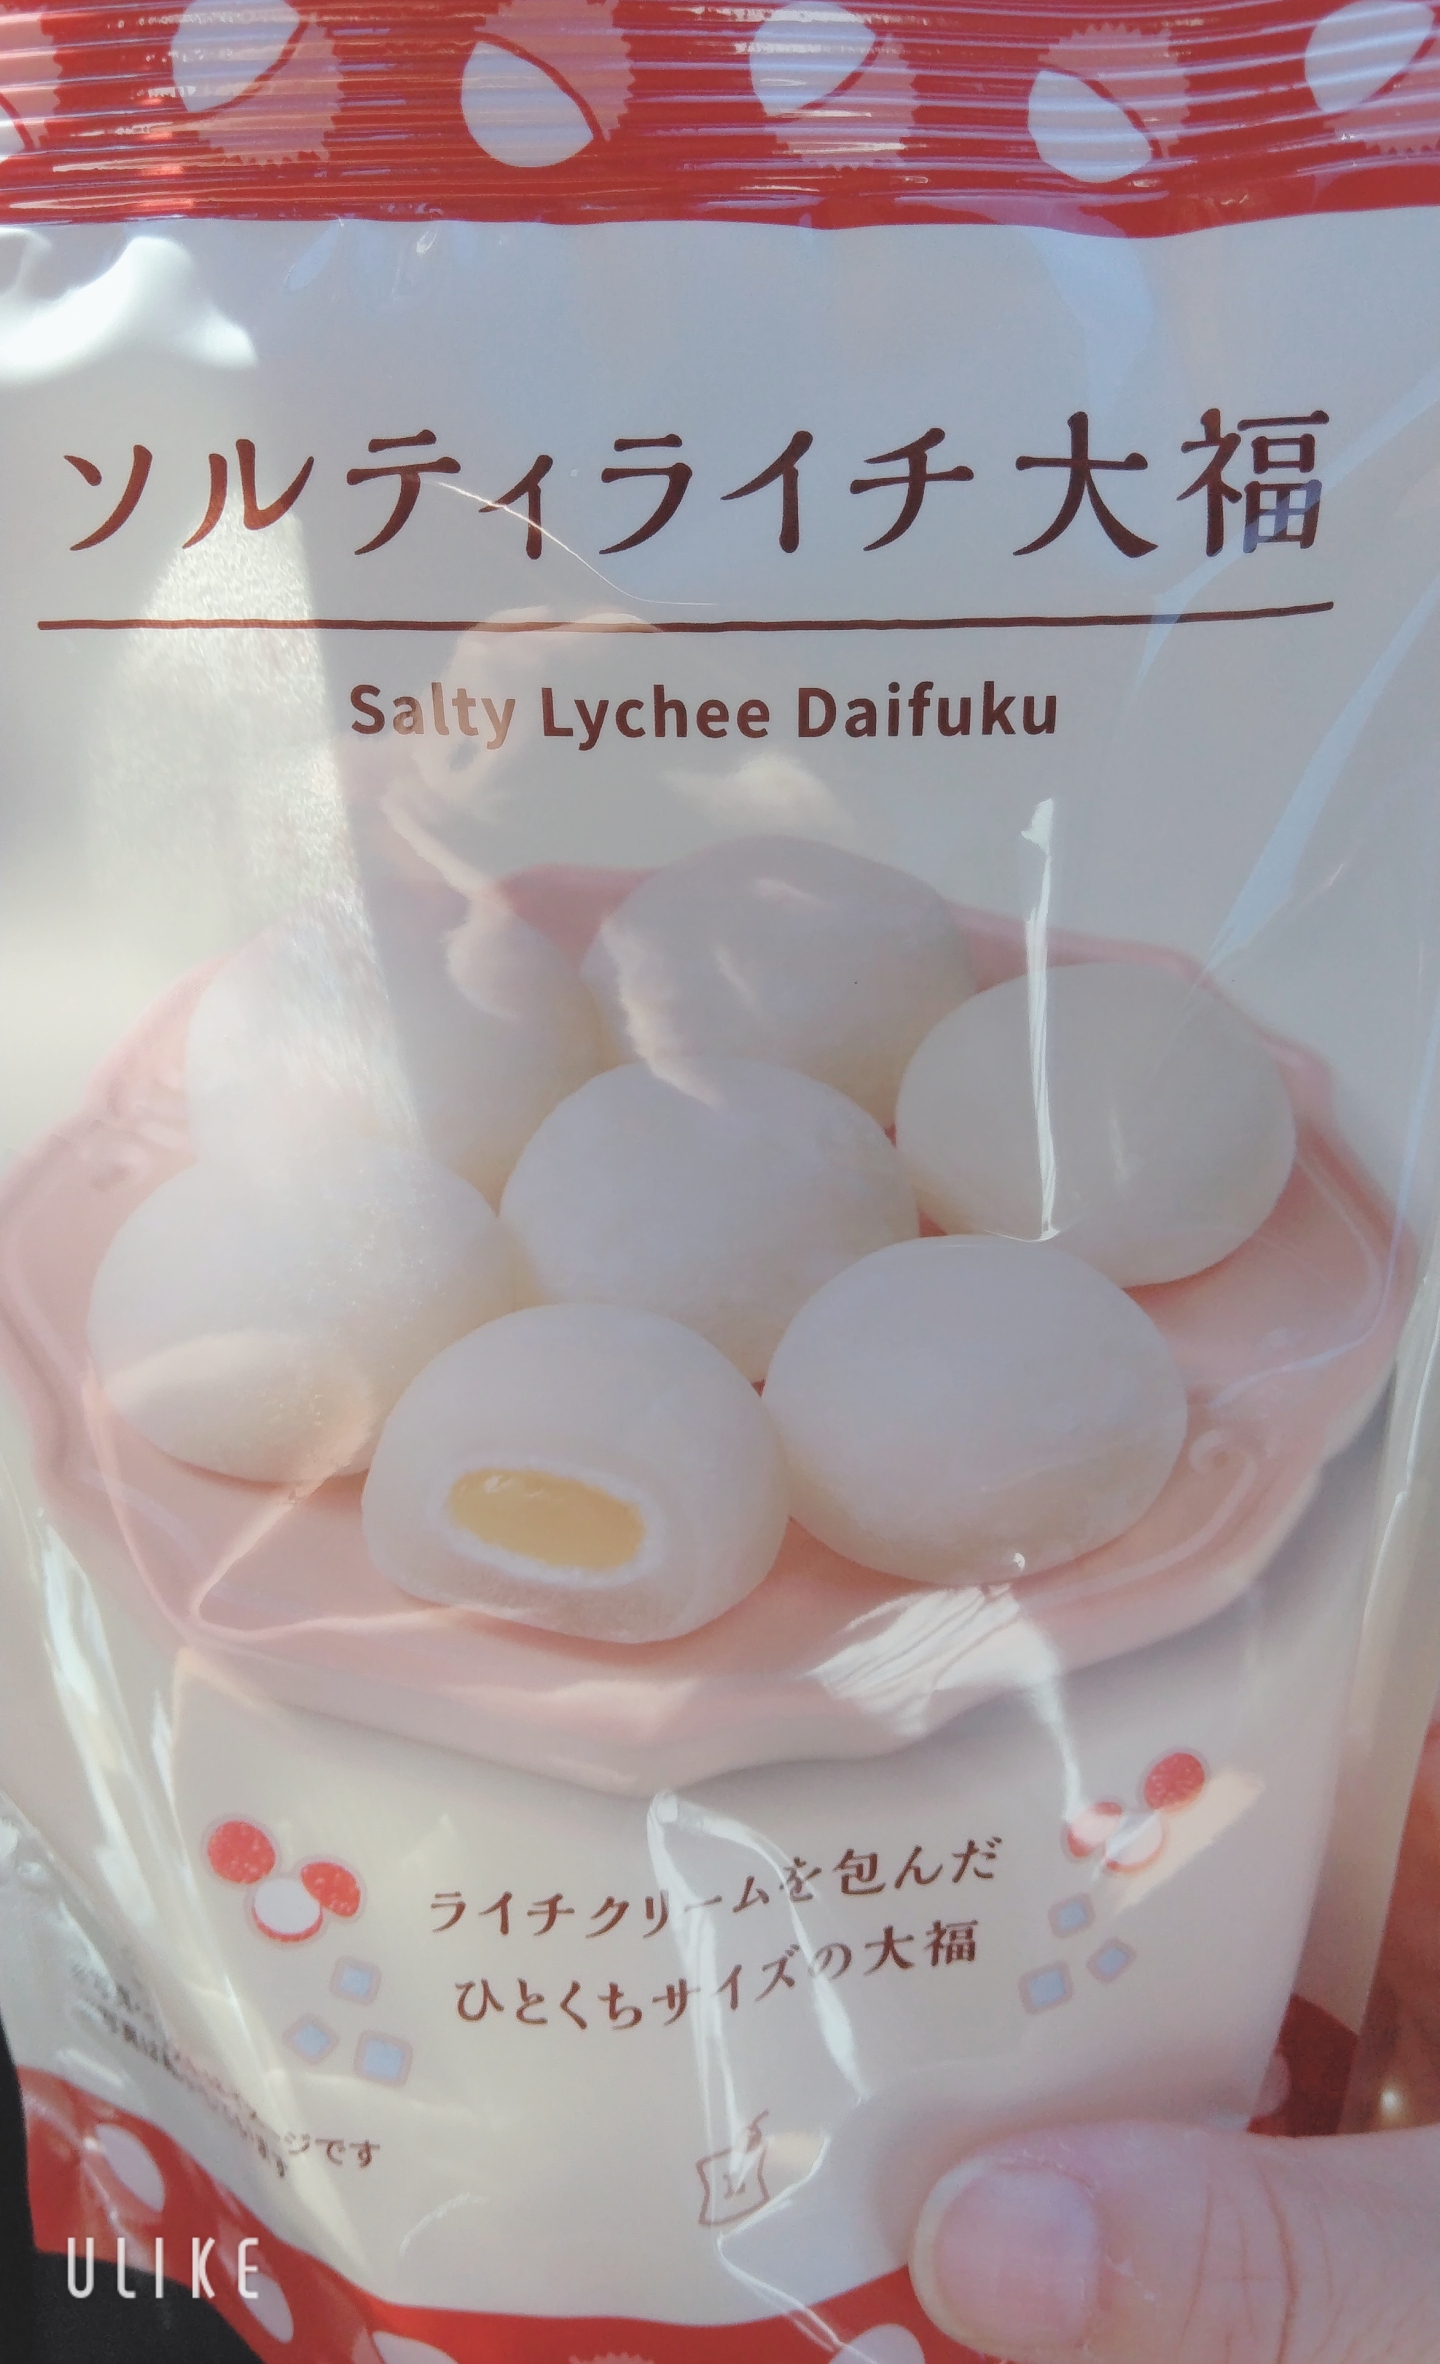 ソルティライチ大福
Salty Lychee Daifuku
ライチクリームを包んだ
ひとくちサイズの大福
ジです
L
ULIKE